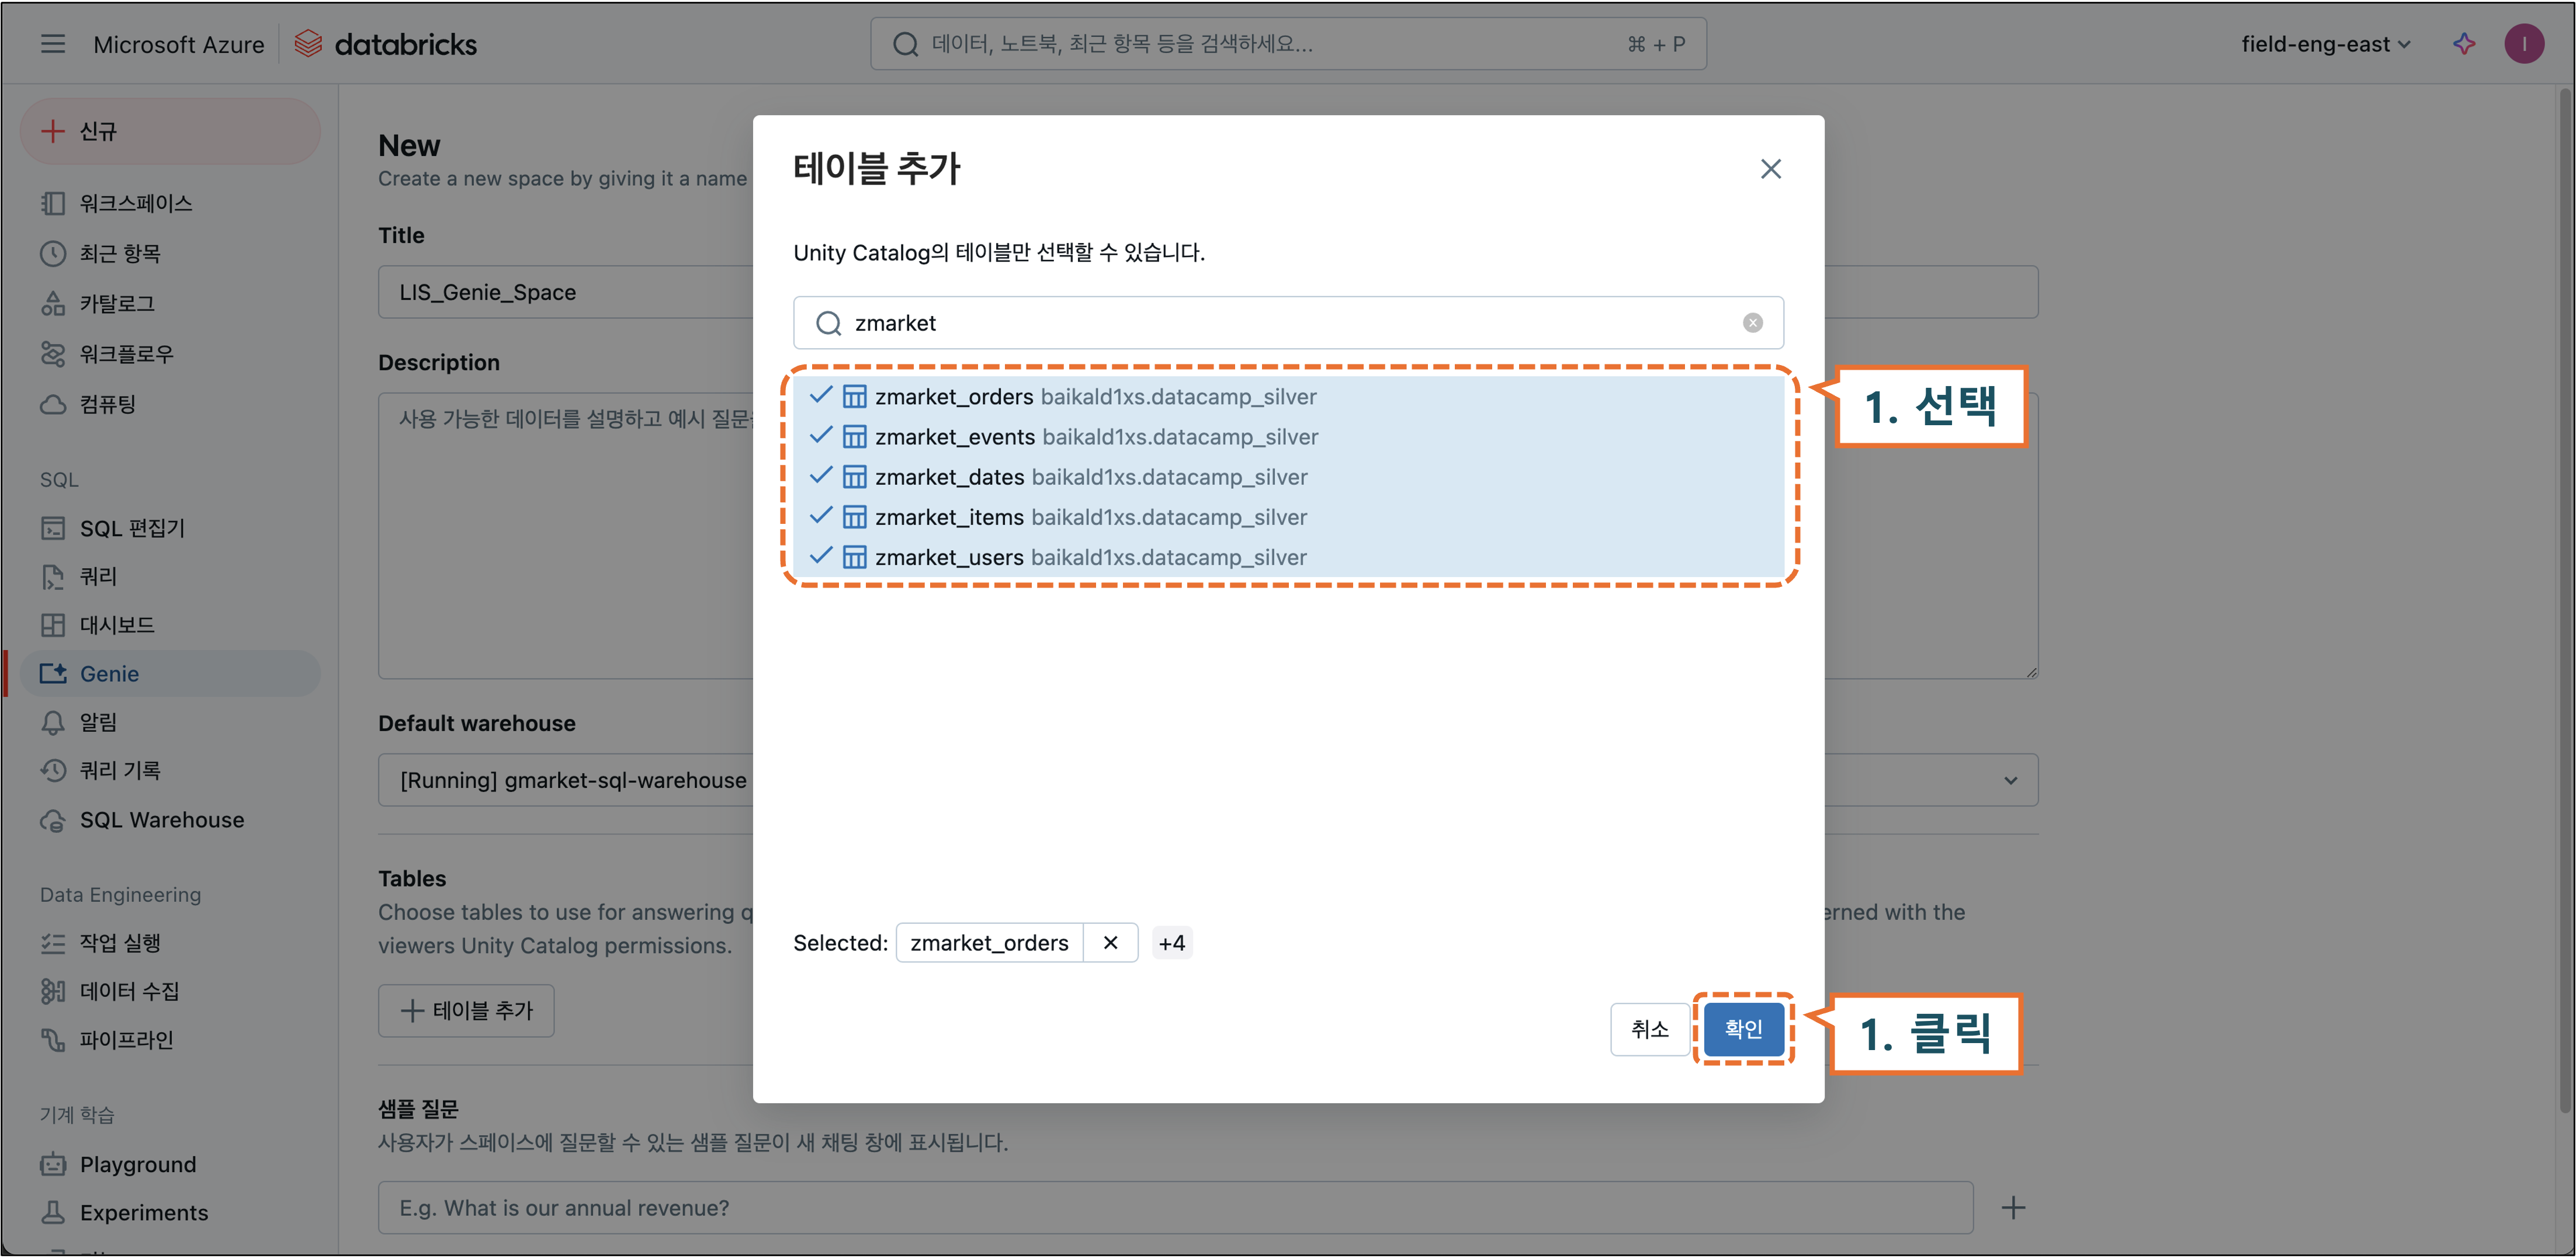 Microsoft Azure
databricks
데이터, 노트북, 최근 항목 등을 검색하세요...
⌘ + P
field-eng-east
I
신규
워크스페이스
최근 항목
카탈로그
워크플로우
컴퓨팅
SQL
SQL 편집기
쿼리
대시보드
Genie
알림
쿼리 기록
SQL Warehouse
Data Engineering
작업 실행
데이터 수집
파이프라인
기계 학습
Playground
Experiments
New
Create a new space by giving it a name
Title
LIS_Genie_Space
Description
사용 가능한 데이터를 설명하고 예시 질문
Default warehouse
[Running] gmarket-sql-warehouse
Tables
Choose tables to use for answering
erned with the
viewers Unity Catalog permissions.
테이블 추가
샘플 질문
사용자가 스페이스에 질문할 수 있는 샘플 질문이 새 채팅 창에 표시됩니다.
E.g. What is our annual revenue?
테이블 추가
Unity Catalog의 테이블만 선택할 수 있습니다.
zmarket
zmarket_orders baikald1xs.datacamp_silver
zmarket_events baikald1xs.datacamp_silver
zmarket_dates baikald1xs.datacamp_silver
zmarket_items baikald1xs.datacamp_silver
zmarket_users baikald1xs.datacamp_silver
1. 선택
Selected: zmarket_orders +4
취소
확인
1. 클릭